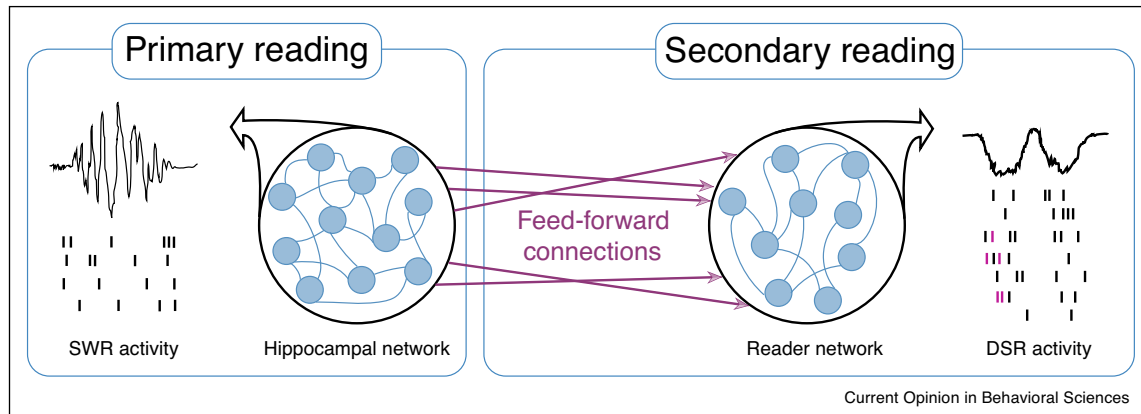 Primary reading
Secondary reading
Feed-forward
connections
SWR activity
Hippocampal network
Reader network
DSR activity
Current Opinion in Behavioral Sciences